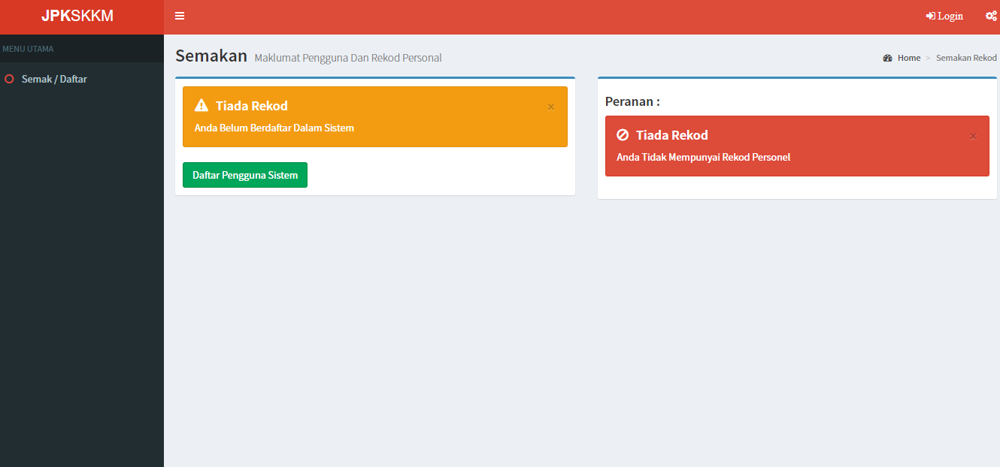 JPKSKKM
Login
MENU UTAMA
Semak / Daftar
Semakan Maklumat Pengguna Dan Rekod Personal
Home > Semakan Rekod
Tiada Rekod ×
Anda Belum Berdaftar Dalam Sistem
Daftar Pengguna Sistem
Peranan :
Tiada Rekod ×
Anda Tidak Mempunyai Rekod Personel